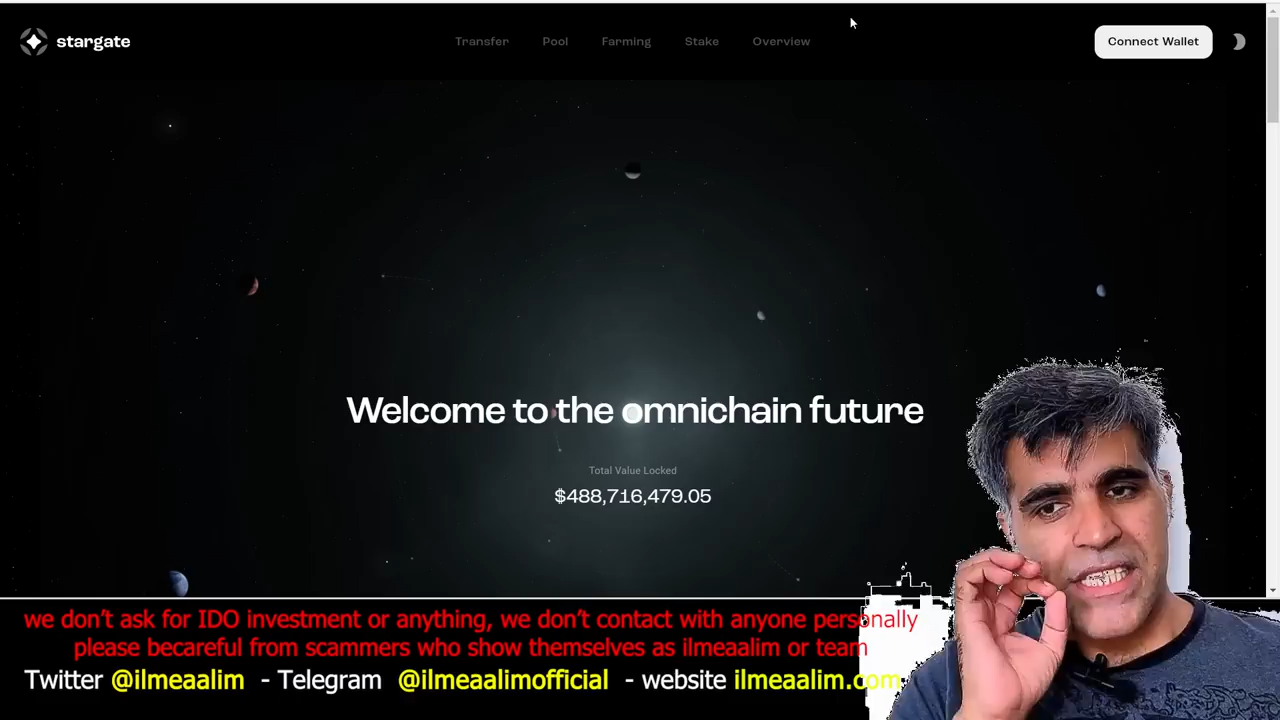 stargate
Transfer Pool Farming Stake Overview
Connect Wallet
Welcome to the omnichain future
Total Value Locked
$488,716,479.05
we don't ask for IDO investment or anything, we don't contact with anyone personally
please becareful from scammers who show themselves as ilmeaalim or team
Twitter @ilmeaalim - Telegram @ilmeaalimofficial - website ilmeaalim.com